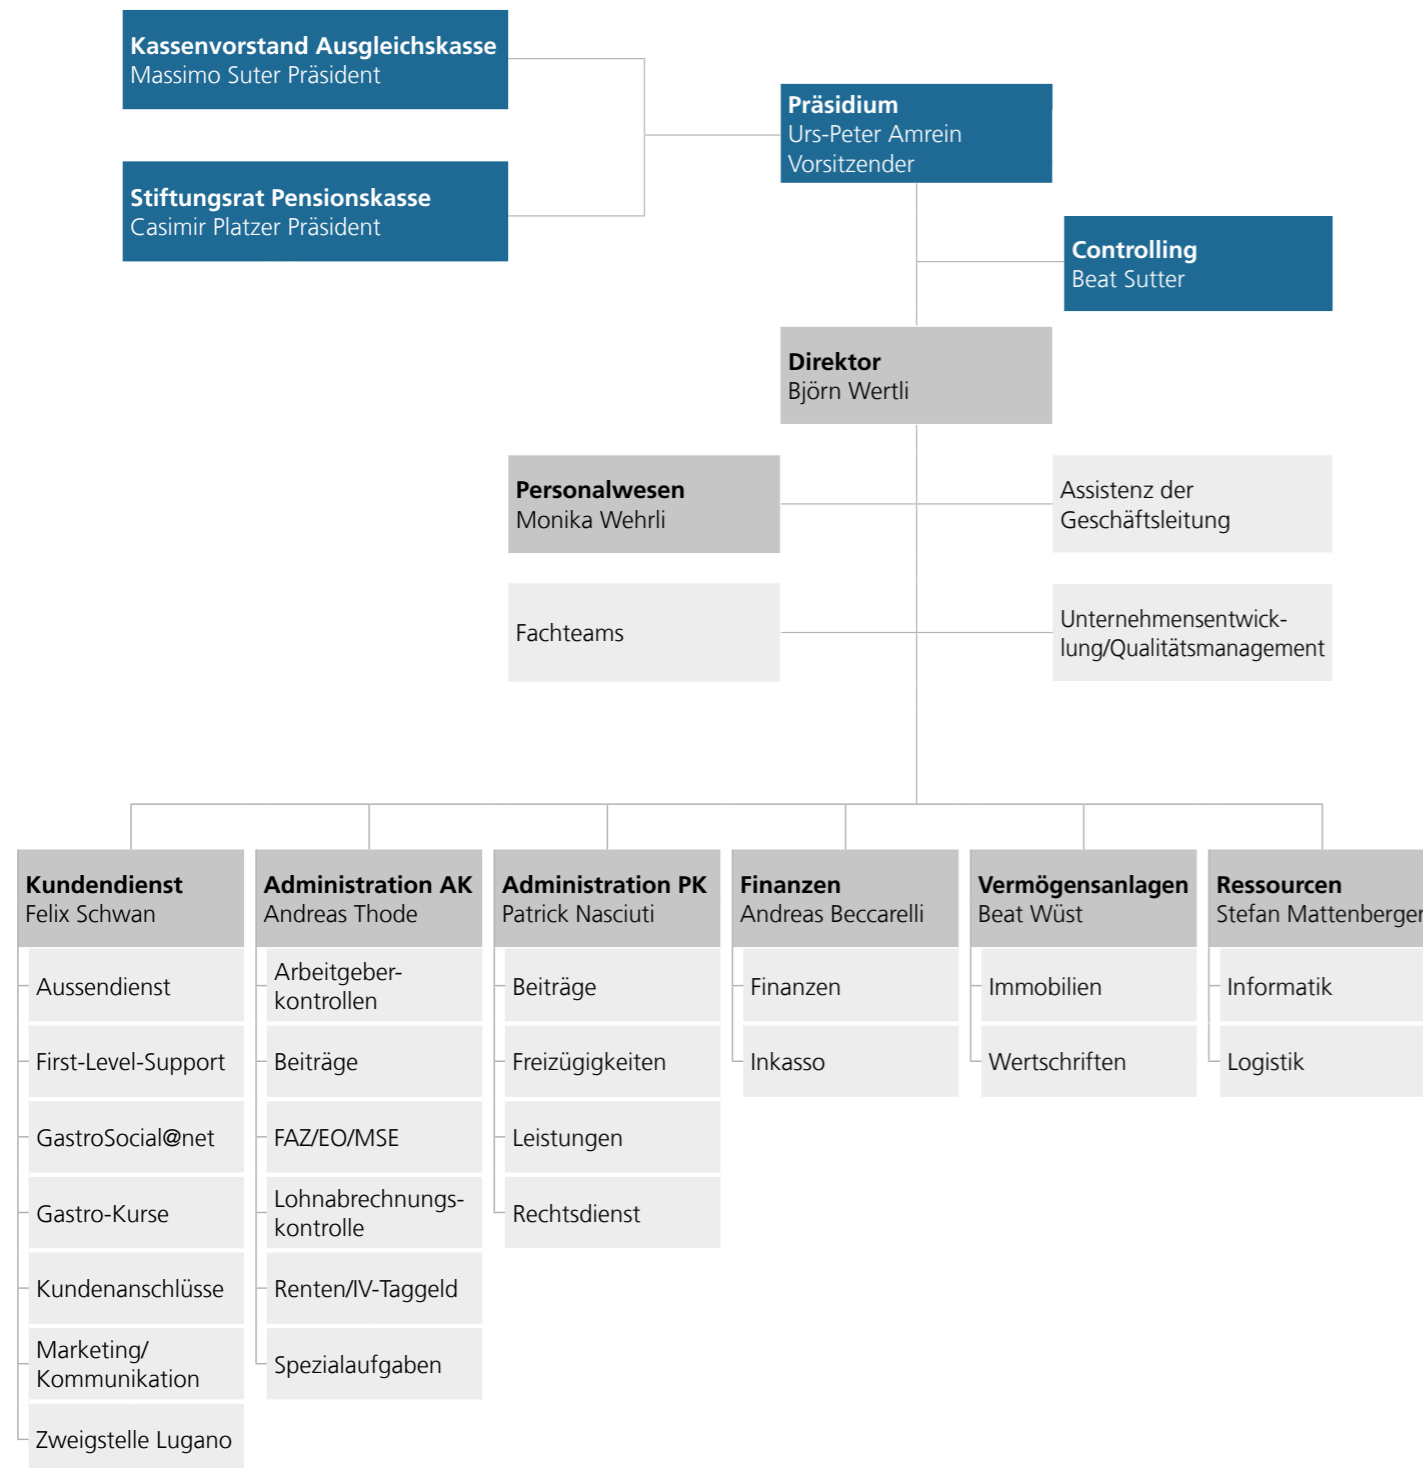 Kassenvorstand Ausgleichskasse
Massimo Suter Präsident
Präsidium
Urs-Peter Amrein
Vorsitzender
Stiftungsrat Pensionskasse
Casimir Platzer Präsident
Controlling
Beat Sutter
Direktor
Björn Wertli
Personalwesen
Monika Wehrli
Assistenz der
Geschäftsleitung
Fachteams
Unternehmensentwick-
lung/Qualitätsmanagement
Kundendienst
Felix Schwan
Aussendienst
First-Level-Support
GastroSocial@net
Gastro-Kurse
Kundenanschlüsse
Marketing/
Kommunikation
Zweigstelle Lugano
Administration AK
Andreas Thode
Arbeitgeber-
kontrollen
Beiträge
FAZ/EO/MSE
Lohnabrechnungs-
kontrolle
Renten/IV-Taggeld
Spezialaufgaben
Administration PK
Patrick Nasciuti
Beiträge
Freizügigkeiten
Leistungen
Rechtsdienst
Finanzen
Andreas Beccarelli
Finanzen
Inkasso
Vermögensanlagen
Beat Wüst
Immobilien
Wertschriften
Ressourcen
Stefan Mattenberger
Informatik
Logistik